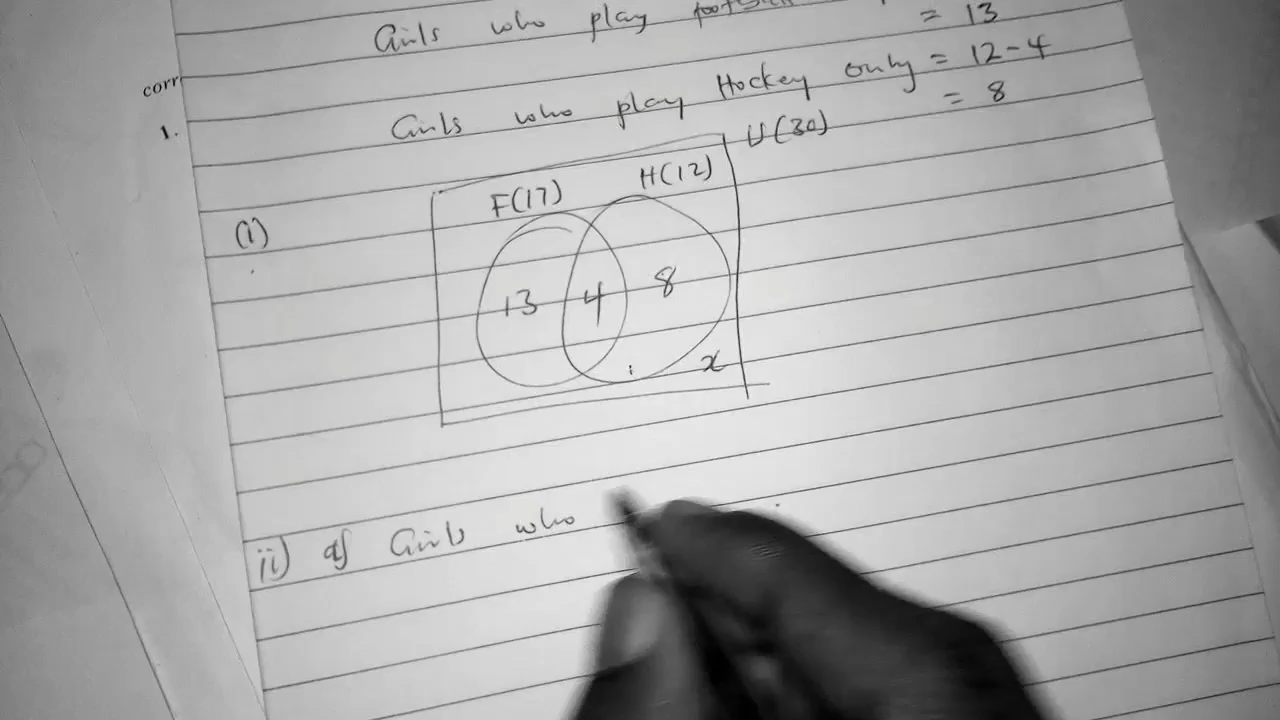 Girls who play football
= 13
corr
1.
Girls who play Hockey only = 12-4
= 8
U(30)
F(17) H(12)
(i)
13 4 8
x
ii) Girls who